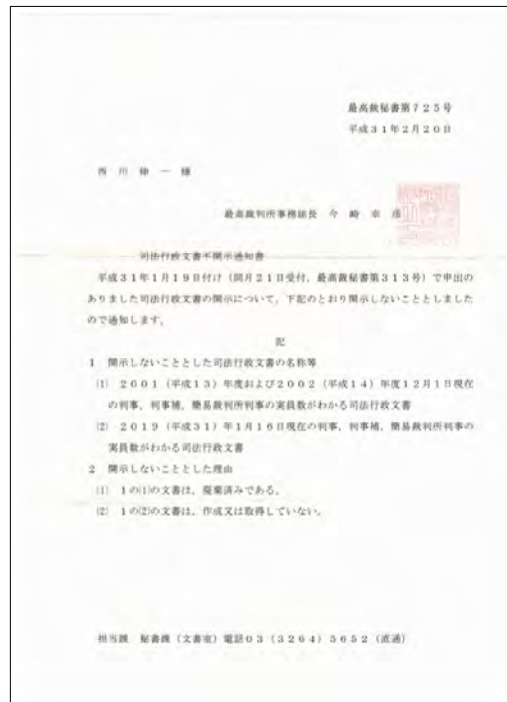 最高裁秘書第725号
平成31年2月20日
西川伸一様
最高裁判所事務総長 今崎幸彦
司法行政文書不開示通知書
平成31年1月19日付け(同月21日受付,最高裁秘書第313号)で申出の
ありました司法行政文書の開示について,下記のとおり開示しないこととしました
ので通知します。
記
1 開示しないこととした司法行政文書の名称等
(1) 2001(平成13)年度および2002(平成14)年度12月1日現在
の判事,判事補,簡易裁判所判事の実員数がわかる司法行政文書
(2) 2019(平成31)年1月16日現在の判事,判事補,簡易裁判所判事の
実員数がわかる司法行政文書
2 開示しないこととした理由
(1) 1の(1)の文書は,廃棄済みである。
(2) 1の(2)の文書は,作成又は取得していない。
担当課 秘書課(文書室)電話03(3264)5652(直通)